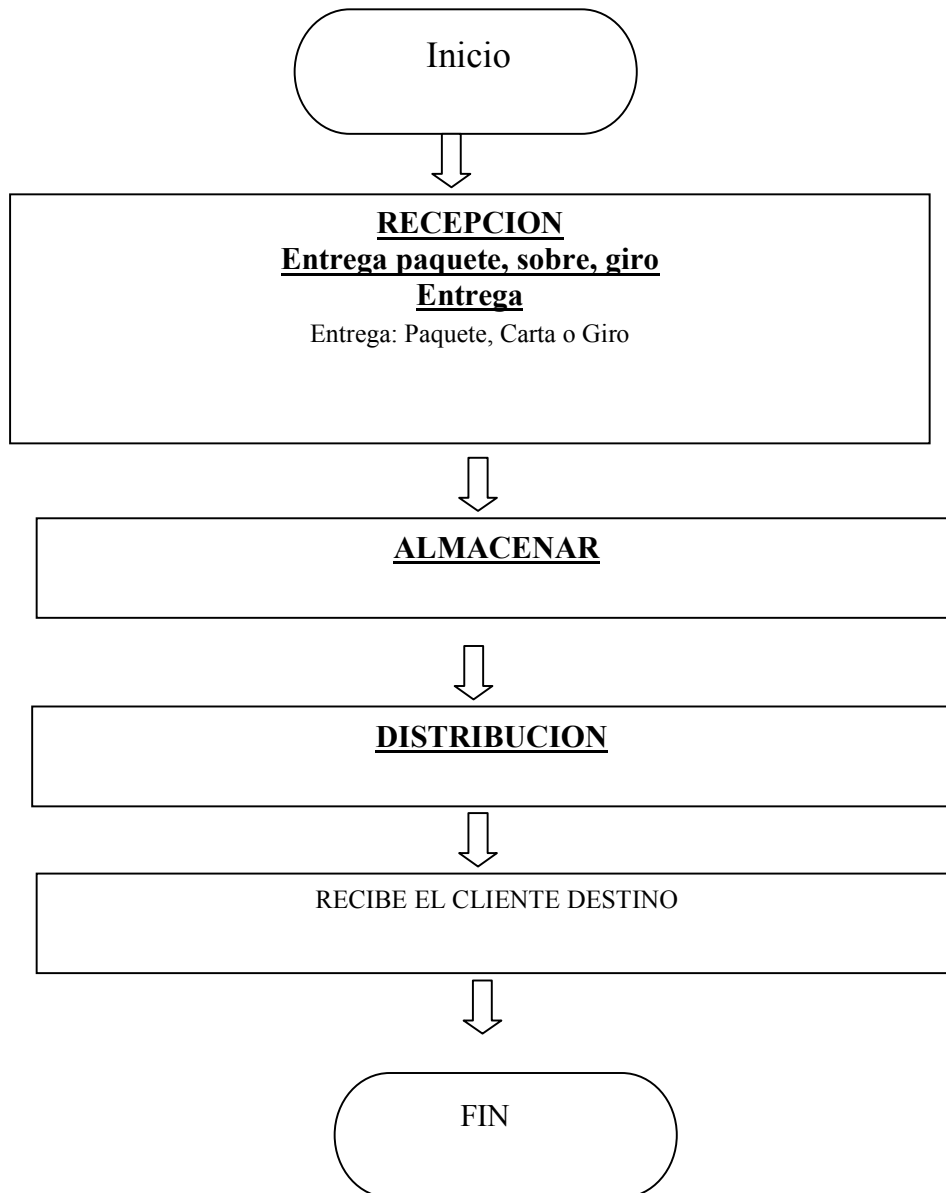 Inicio
RECEPCION
Entrega paquete, sobre, giro
Entrega
Entrega: Paquete, Carta o Giro
ALMACENAR
DISTRIBUCION
RECIBE EL CLIENTE DESTINO
FIN